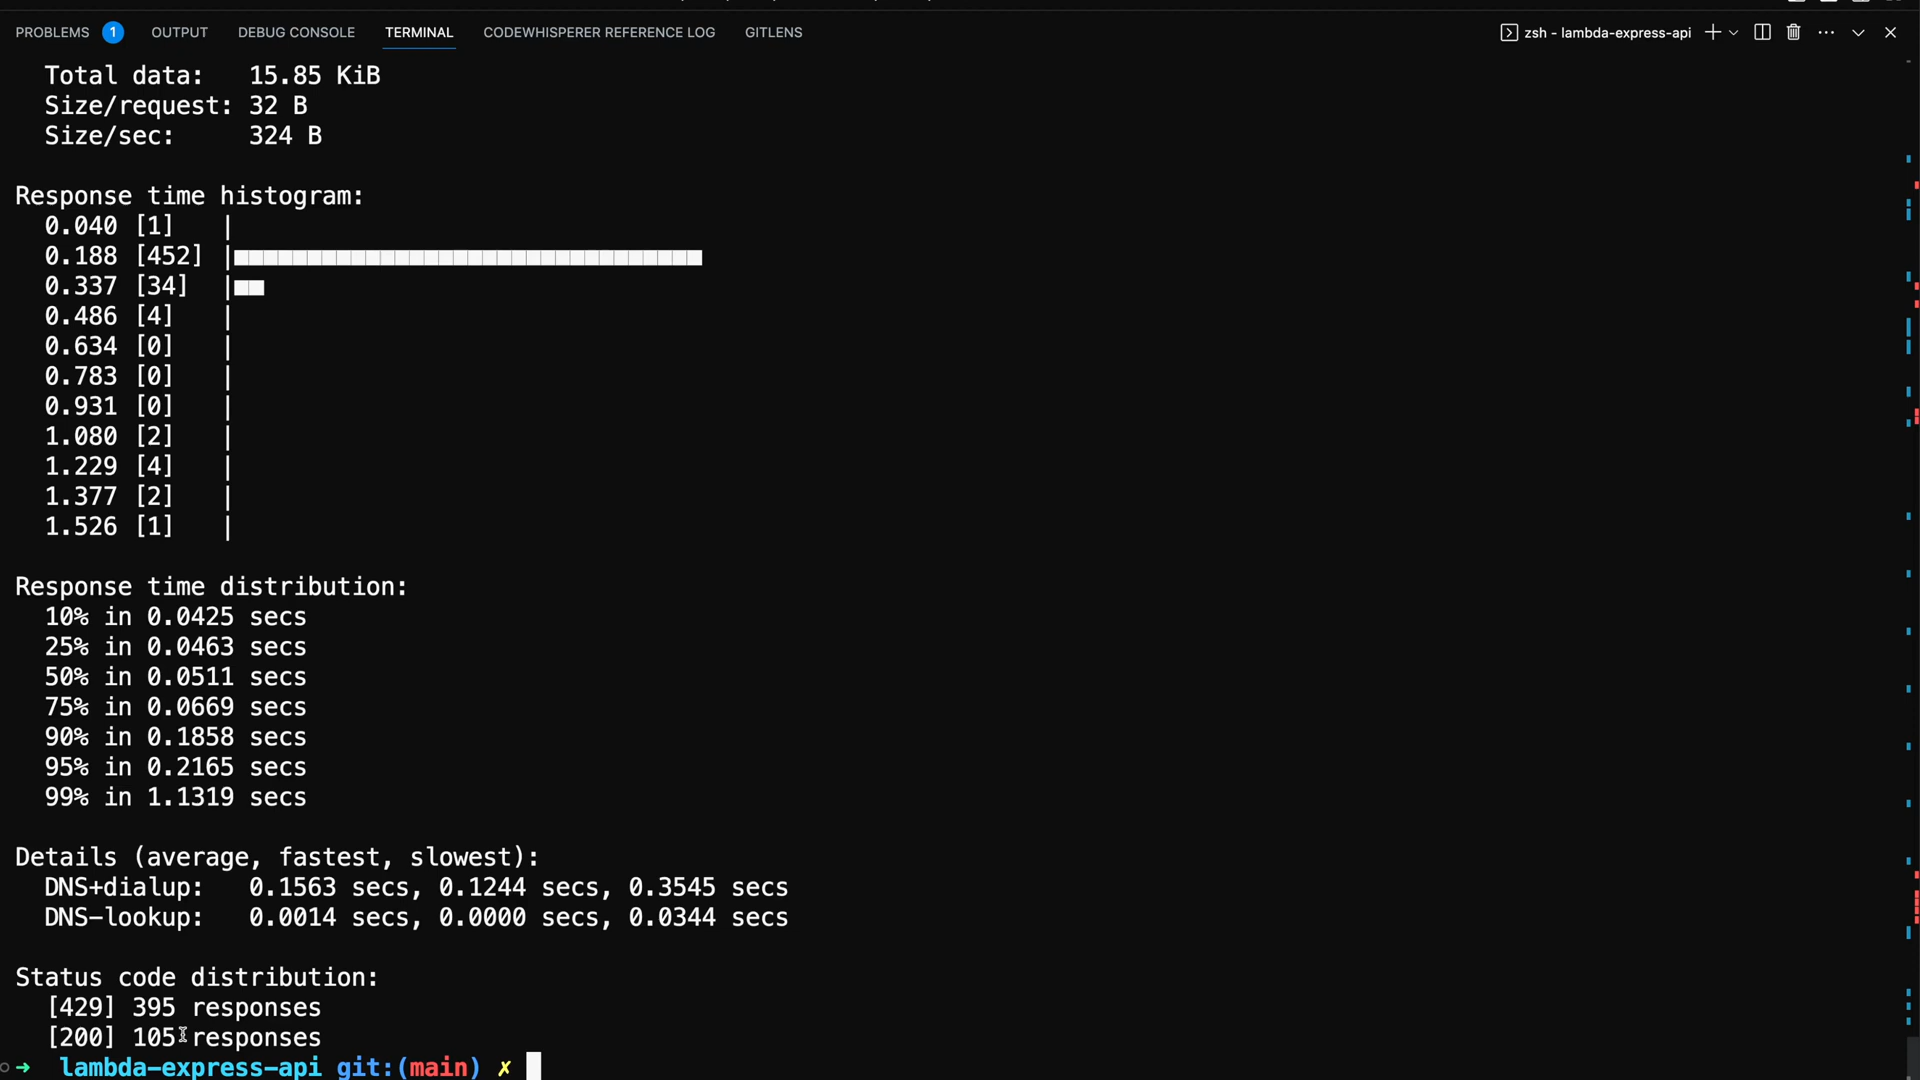 PROBLEMS 1 OUTPUT DEBUG CONSOLE TERMINAL CODEWHISPERER REFERENCE LOG GITLENS zsh - lambda-express-api
Total data: 15.85 KiB
Size/request: 32 B
Size/sec: 324 B
Response time histogram:
0.040 [1] |
0.188 [452] |■■■■■■■■■■■■■■■■■■■■■■■■■■■■■■■■
0.337 [34] |■■
0.486 [4] |
0.634 [0] |
0.783 [0] |
0.931 [0] |
1.080 [2] |
1.229 [4] |
1.377 [2] |
1.526 [1] |
Response time distribution:
10% in 0.0425 secs
25% in 0.0463 secs
50% in 0.0511 secs
75% in 0.0669 secs
90% in 0.1858 secs
95% in 0.2165 secs
99% in 1.1319 secs
Details (average, fastest, slowest):
DNS+dialup: 0.1563 secs, 0.1244 secs, 0.3545 secs
DNS-lookup: 0.0014 secs, 0.0000 secs, 0.0344 secs
Status code distribution:
[429] 395 responses
[200] 105 responses
➜ lambda-express-api git:(main) ✗